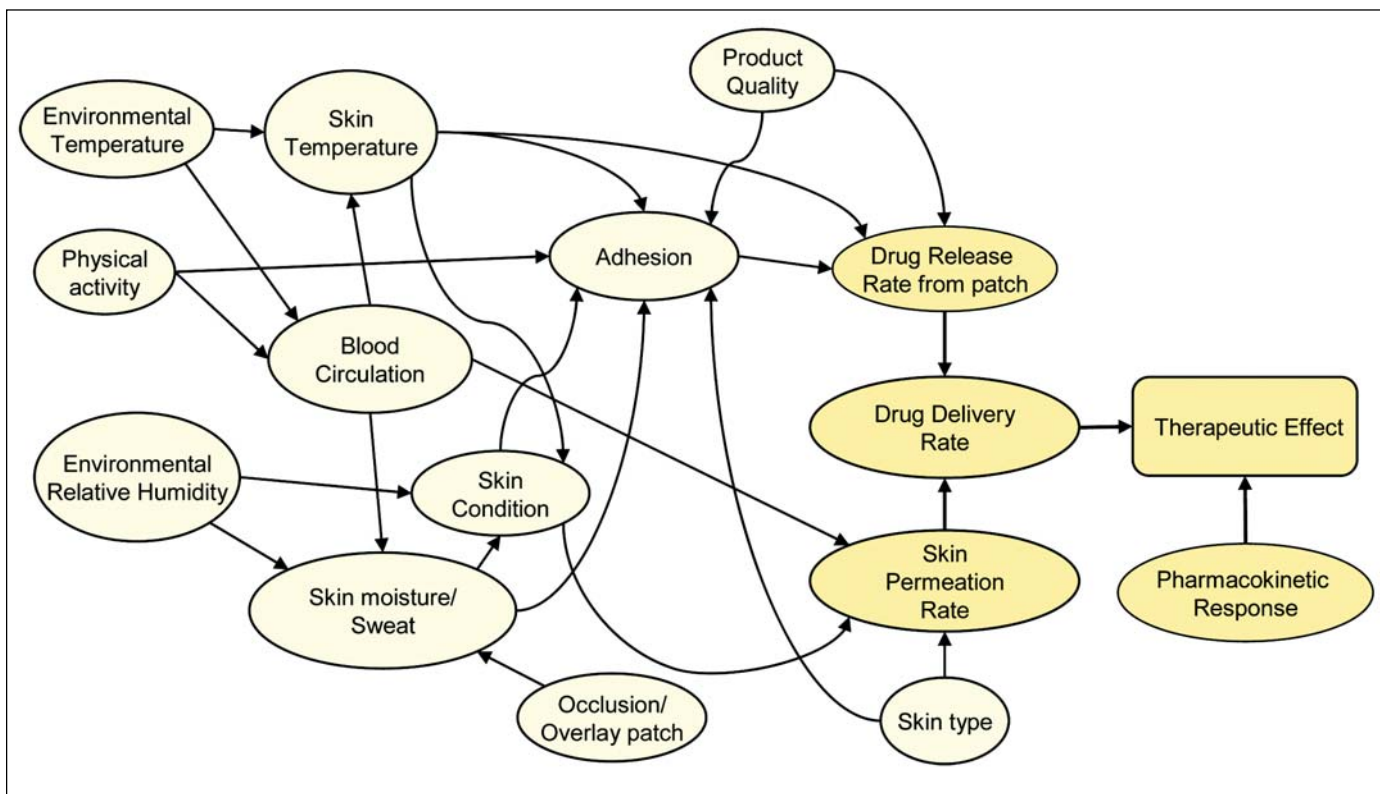 Product
Quality
Environmental
Temperature
Skin
Temperature
Physical
activity
Adhesion
Drug Release
Rate from patch
Blood
Circulation
Drug Delivery
Rate
Therapeutic Effect
Environmental
Relative Humidity
Skin
Condition
Skin moisture/
Sweat
Skin
Permeation
Rate
Pharmacokinetic
Response
Occlusion/
Overlay patch
Skin type